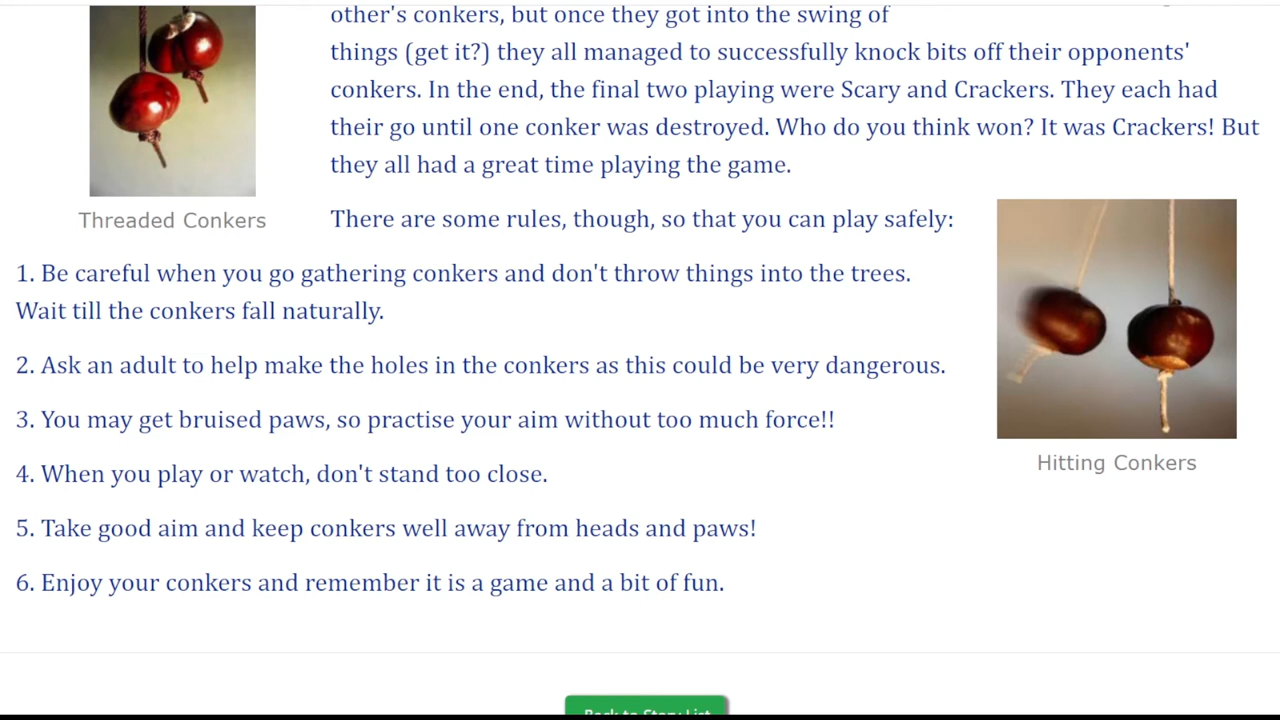 other's conkers, but once they got into the swing of
things (get it?) they all managed to successfully knock bits off their opponents'
conkers. In the end, the final two playing were Scary and Crackers. They each had
their go until one conker was destroyed. Who do you think won? It was Crackers! But
they all had a great time playing the game.
Threaded Conkers
There are some rules, though, so that you can play safely:
1. Be careful when you go gathering conkers and don't throw things into the trees.
Wait till the conkers fall naturally.
2. Ask an adult to help make the holes in the conkers as this could be very dangerous.
3. You may get bruised paws, so practise your aim without too much force!!
Hitting Conkers
4. When you play or watch, don't stand too close.
5. Take good aim and keep conkers well away from heads and paws!
6. Enjoy your conkers and remember it is a game and a bit of fun.
Back to Story List